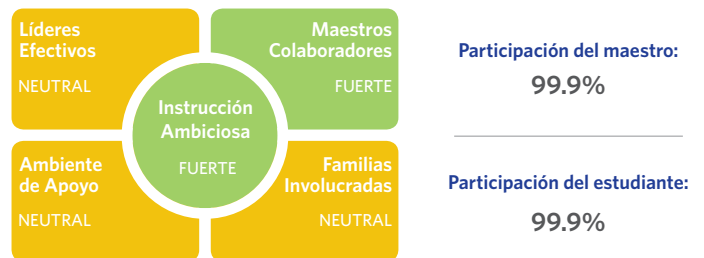 Líderes
Efectivos
NEUTRAL
Maestros
Colaboradores
FUERTE
Instrucción
Ambiciosa
FUERTE
Ambiente
de Apoyo
NEUTRAL
Familias
Involucradas
NEUTRAL
Participación del maestro:
99.9%
Participación del estudiante:
99.9%